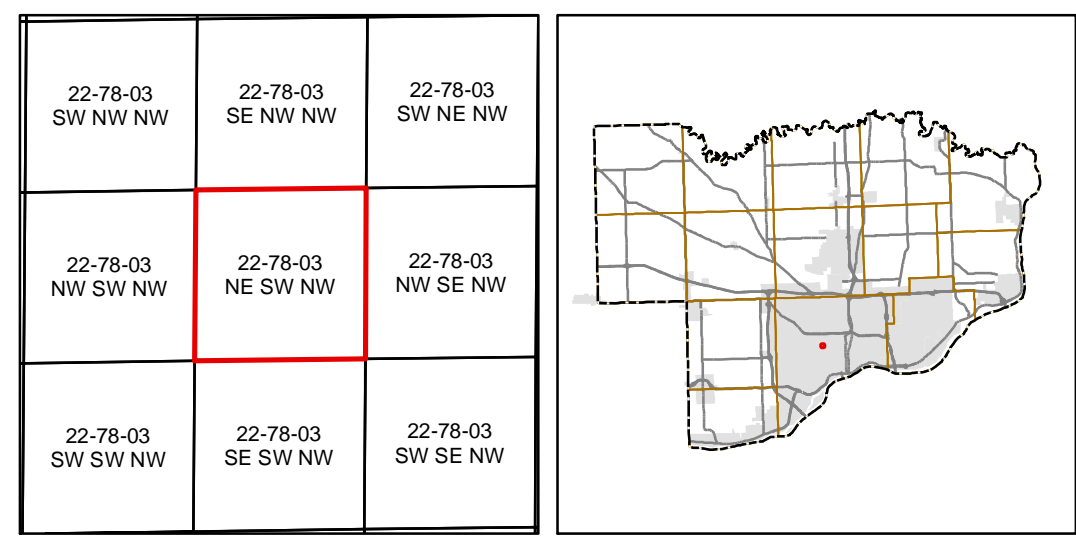 22-78-03
SW NW NW
22-78-03
SE NW NW
22-78-03
SW NE NW
22-78-03
NW SW NW
22-78-03
NE SW NW
22-78-03
NW SE NW
22-78-03
SW SW NW
22-78-03
SE SW NW
22-78-03
SW SE NW